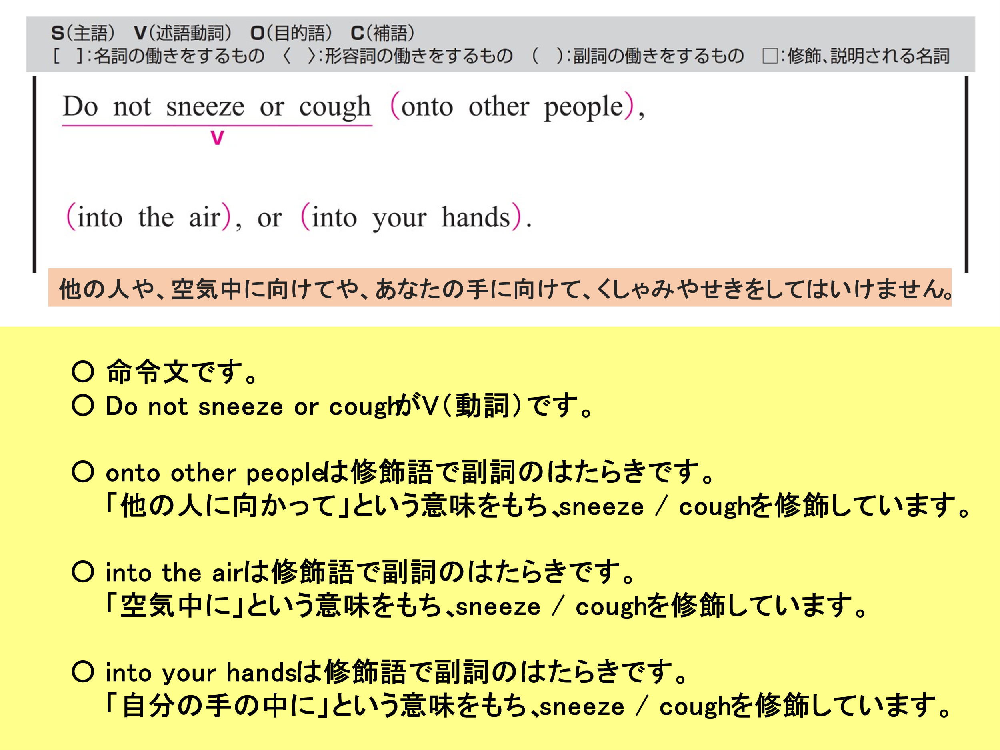 S（主語） V（述語動詞） O（目的語） C（補語）
［ ］：名詞の働きをするもの 〈 〉：形容詞の働きをするもの （ ）：副詞の働きをするもの □：修飾、説明される名詞
Do not sneeze or cough (onto other people),
V
(into the air), or (into your hands).
他の人や、空気中に向けてや、あなたの手に向けて、くしゃみやせきをしてはいけません。
○ 命令文です。
○ Do not sneeze or coughがV（動詞）です。
○ onto other peopleは修飾語で副詞のはたらきです。
「他の人に向かって」という意味をもち、sneeze / coughを修飾しています。
○ into the airは修飾語で副詞のはたらきです。
「空気中に」という意味をもち、sneeze / coughを修飾しています。
○ into your handsは修飾語で副詞のはたらきです。
「自分の手の中に」という意味をもち、sneeze / coughを修飾しています。